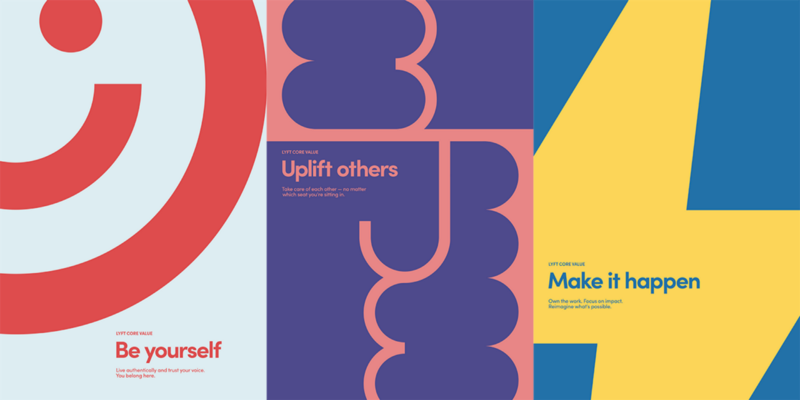 LYFT CORE VALUE
Be yourself
Live authentically and trust your voice.
You belong here.
LYFT CORE VALUE
Uplift others
Take care of each other — no matter
which seat you're sitting in.
LYFT CORE VALUE
Make it happen
Own the work. Focus on impact.
Reimagine what's possible.